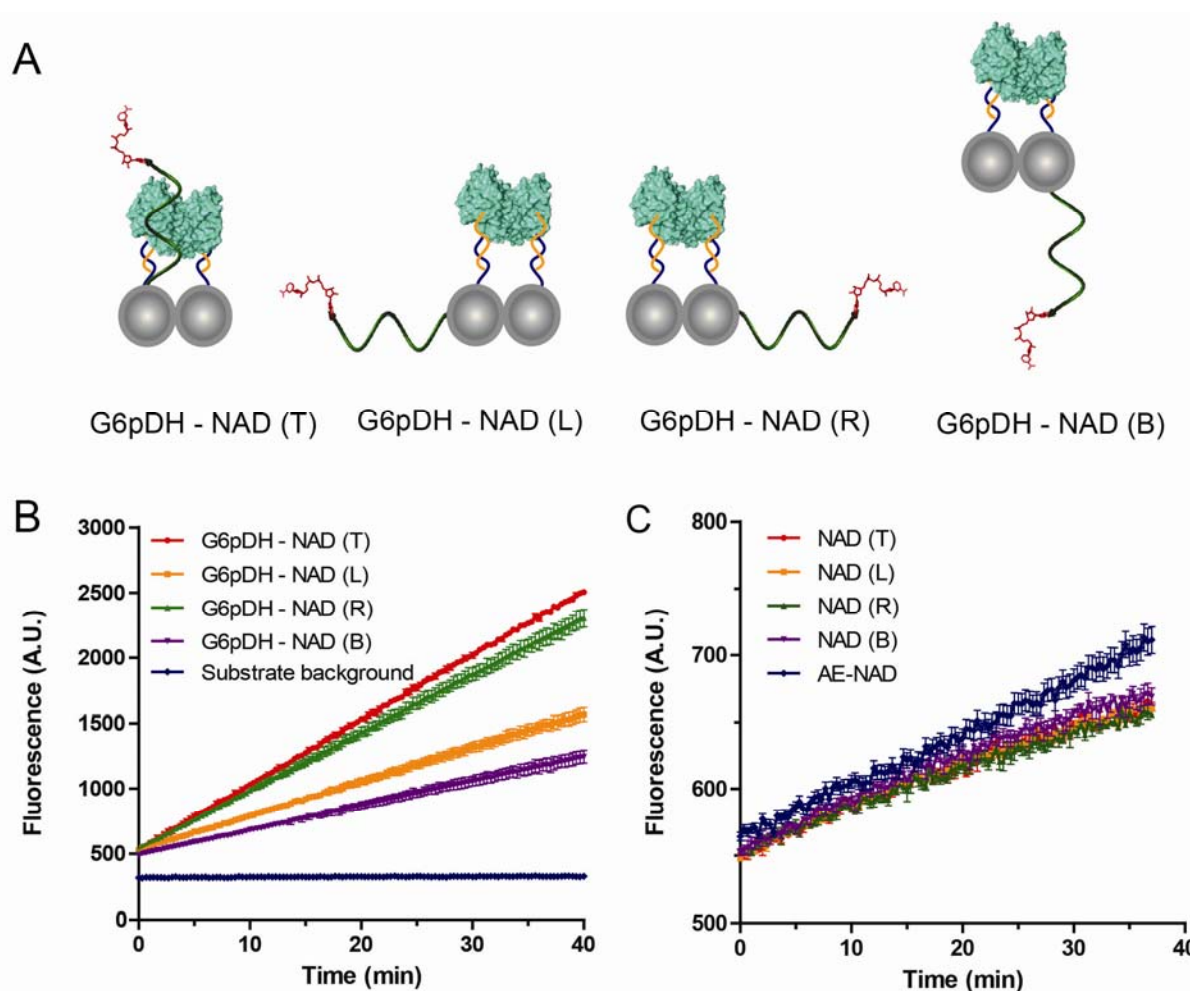 A
G6pDH - NAD (T)
G6pDH - NAD (L)
G6pDH - NAD (R)
G6pDH - NAD (B)
B
3000
2500
2000
1500
1000
500
0
Fluorescence (A.U.)
G6pDH - NAD (T)
G6pDH - NAD (L)
G6pDH - NAD (R)
G6pDH - NAD (B)
Substrate background
0
10
20
30
40
Time (min)
C
800
700
600
500
Fluorescence (A.U.)
NAD (T)
NAD (L)
NAD (R)
NAD (B)
AE-NAD
0
10
20
30
40
Time (min)